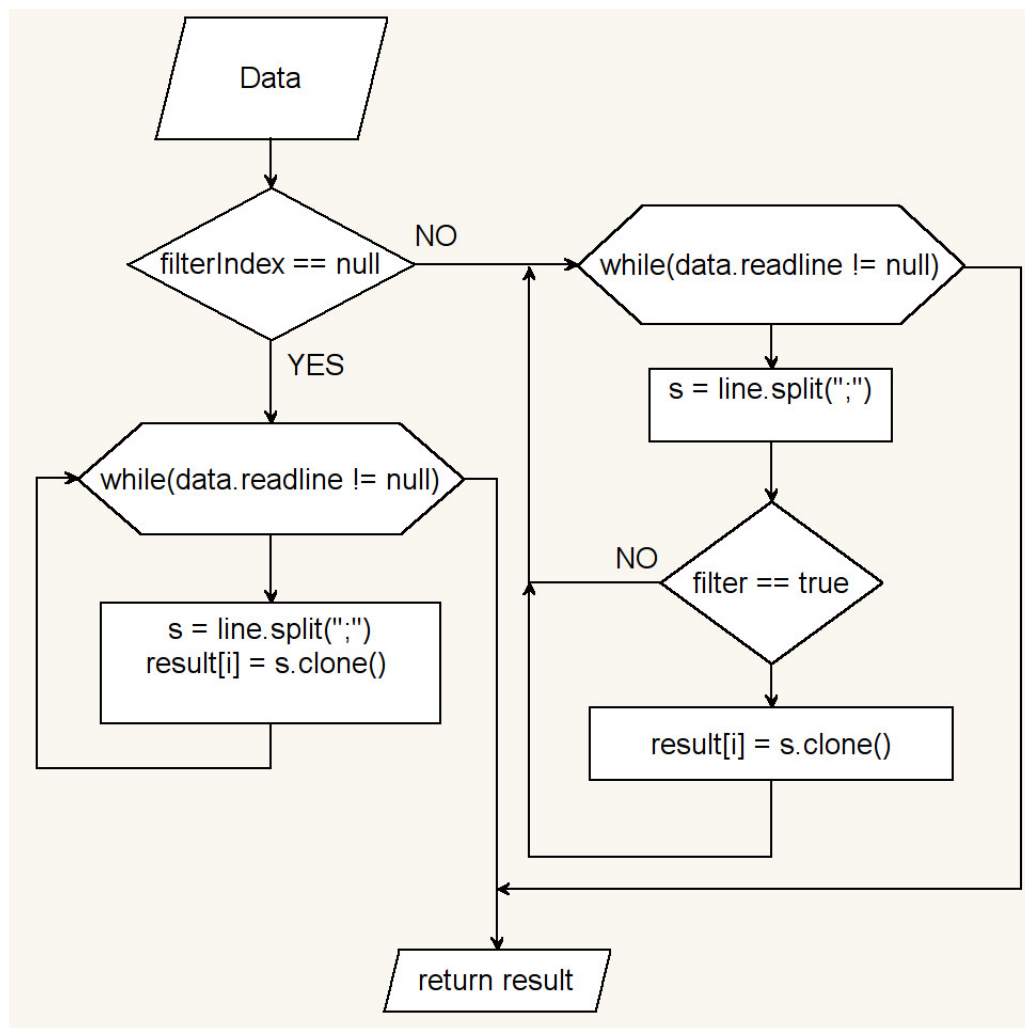 Data
filterIndex == null
NO
YES
while(data.readline != null)
s = line.split(";")
result[i] = s.clone()
while(data.readline != null)
s = line.split(";")
NO
filter == true
result[i] = s.clone()
return result